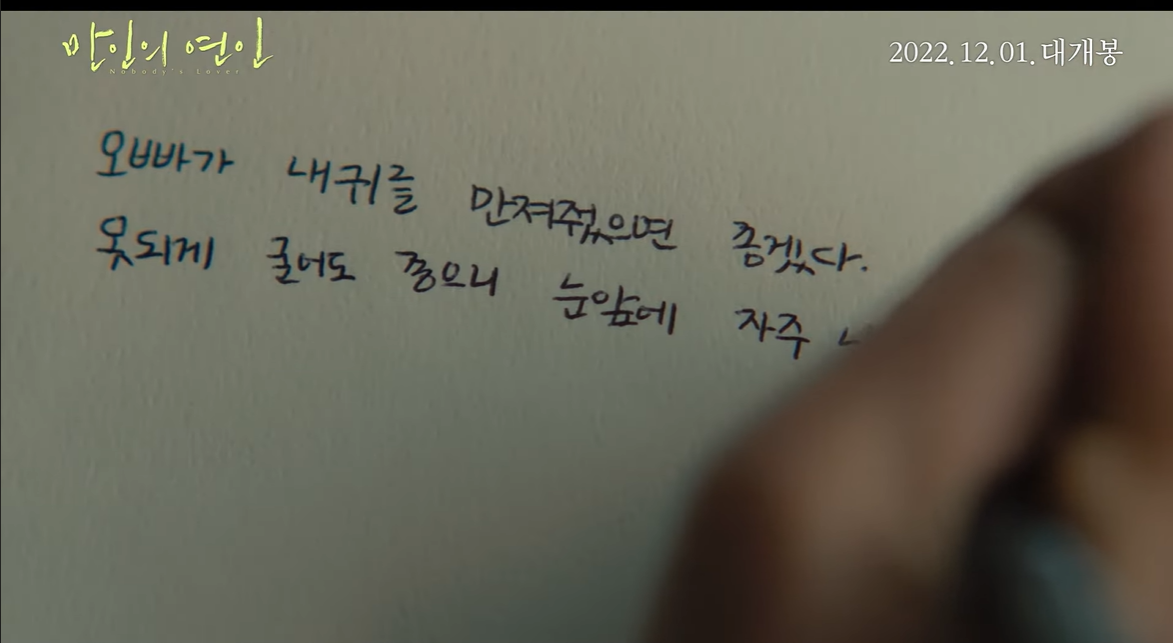 만인의 연인
Nobody's Lover
2022.12.01. 대개봉
오빠가 내귀를 만져줬으면 좋겠다.
못되게 굴어도 좋으니 눈앞에 자주